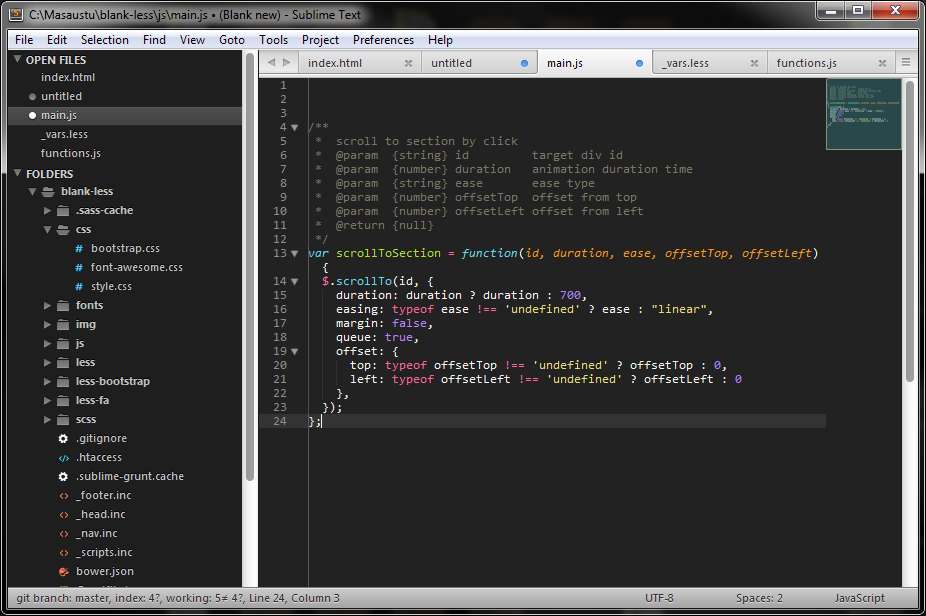 C:\Masaustu\blank-less\js\main.js • (Blank new) - Sublime Text
File Edit Selection Find View Goto Tools Project Preferences Help
OPEN FILES
index.html
untitled
main.js
_vars.less
functions.js
FOLDERS
blank-less
.sass-cache
css
# bootstrap.css
# font-awesome.css
# style.css
fonts
img
js
less
less-bootstrap
less-fa
scss
.gitignore
.htaccess
.sublime-grunt.cache
_footer.inc
_head.inc
_nav.inc
_scripts.inc
bower.json
index.html untitled main.js _vars.less functions.js
1
2
3
4 /**
5 * scroll to section by click
6 * @param {string} id target div id
7 * @param {number} duration animation duration time
8 * @param {string} ease ease type
9 * @param {number} offsetTop offset from top
10 * @param {number} offsetLeft offset from left
11 * @return {null}
12 */
13 var scrollToSection = function(id, duration, ease, offsetTop, offsetLeft)
{
14 $.scrollTo(id, {
15 duration: duration ? duration : 700,
16 easing: typeof ease !== 'undefined' ? ease : "linear",
17 margin: false,
18 queue: true,
19 offset: {
20 top: typeof offsetTop !== 'undefined' ? offsetTop : 0,
21 left: typeof offsetLeft !== 'undefined' ? offsetLeft : 0
22 },
23 });
24 };
git branch: master, index: 4?, working: 5≠ 4?, Line 24, Column 3 UTF-8 Spaces: 2 JavaScript